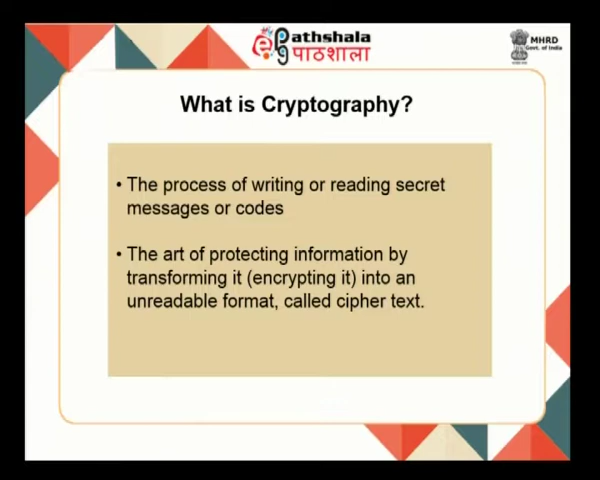 epgpathshala
पाठशाला
MHRD
Govt. of India
What is Cryptography?
• The process of writing or reading secret
messages or codes
• The art of protecting information by
transforming it (encrypting it) into an
unreadable format, called cipher text.